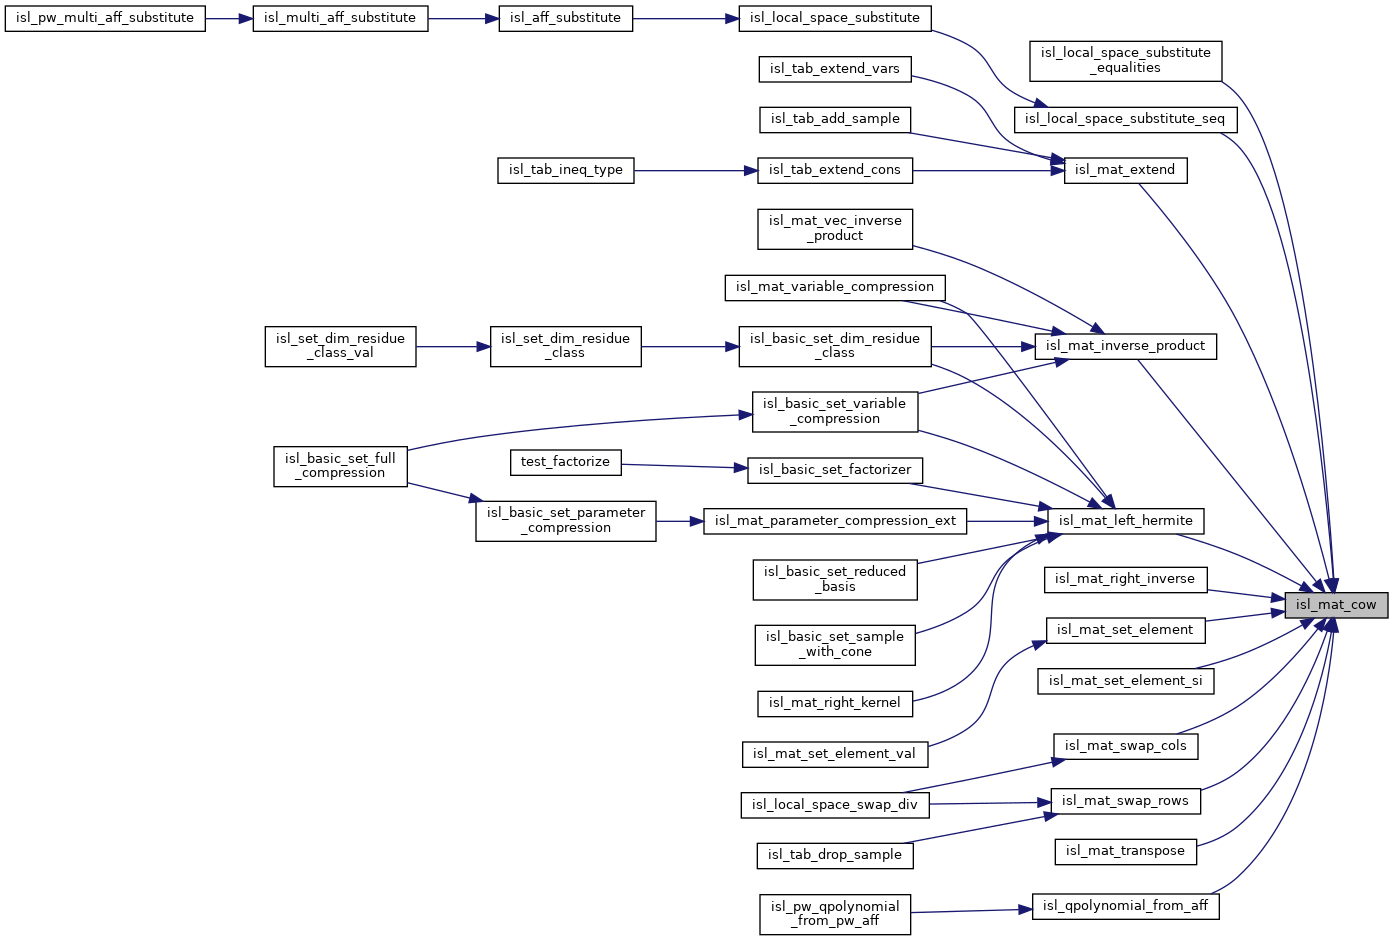 isl_pw_multi_aff_substitute
isl_multi_aff_substitute
isl_aff_substitute
isl_local_space_substitute
isl_local_space_substitute
_equalities
isl_tab_extend_vars
isl_tab_add_sample
isl_local_space_substitute_seq
isl_tab_ineq_type
isl_tab_extend_cons
isl_mat_extend
isl_mat_vec_inverse
_product
isl_mat_variable_compression
isl_set_dim_residue
_class_val
isl_set_dim_residue
_class
isl_basic_set_dim_residue
_class
isl_mat_inverse_product
isl_basic_set_variable
_compression
isl_basic_set_full
_compression
test_factorize
isl_basic_set_factorizer
isl_basic_set_parameter
_compression
isl_mat_parameter_compression_ext
isl_mat_left_hermite
isl_basic_set_reduced
_basis
isl_mat_right_inverse
isl_mat_cow
isl_basic_set_sample
_with_cone
isl_mat_set_element
isl_mat_set_element_si
isl_mat_right_kernel
isl_mat_set_element_val
isl_mat_swap_cols
isl_local_space_swap_div
isl_mat_swap_rows
isl_tab_drop_sample
isl_mat_transpose
isl_pw_qpolynomial
_from_pw_aff
isl_qpolynomial_from_aff